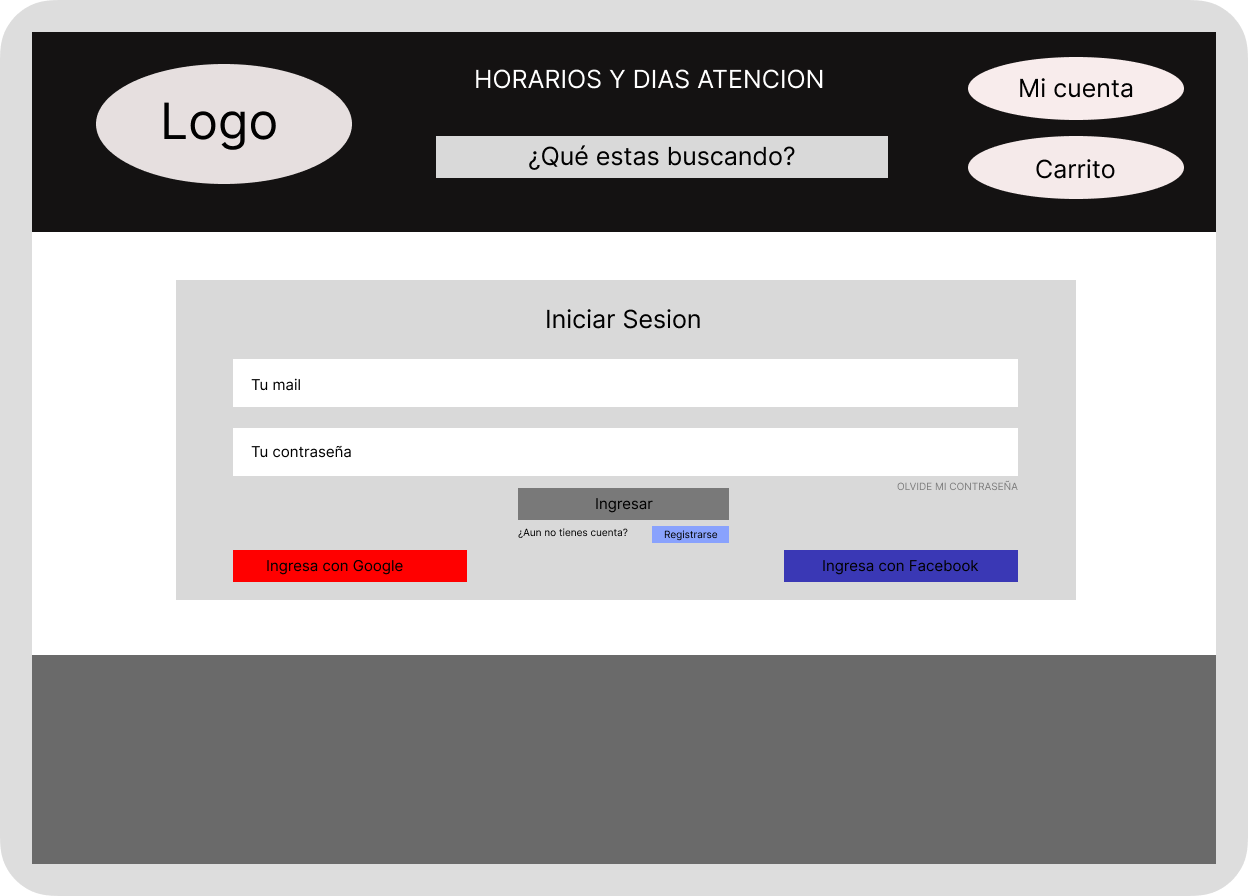 Logo
HORARIOS Y DIAS ATENCION
¿Qué estas buscando?
Mi cuenta
Carrito
Iniciar Sesion
Tu mail
Tu contraseña
OLVIDE MI CONTRASEÑA
Ingresar
¿Aun no tienes cuenta?
Registrarse
Ingresa con Google
Ingresa con Facebook